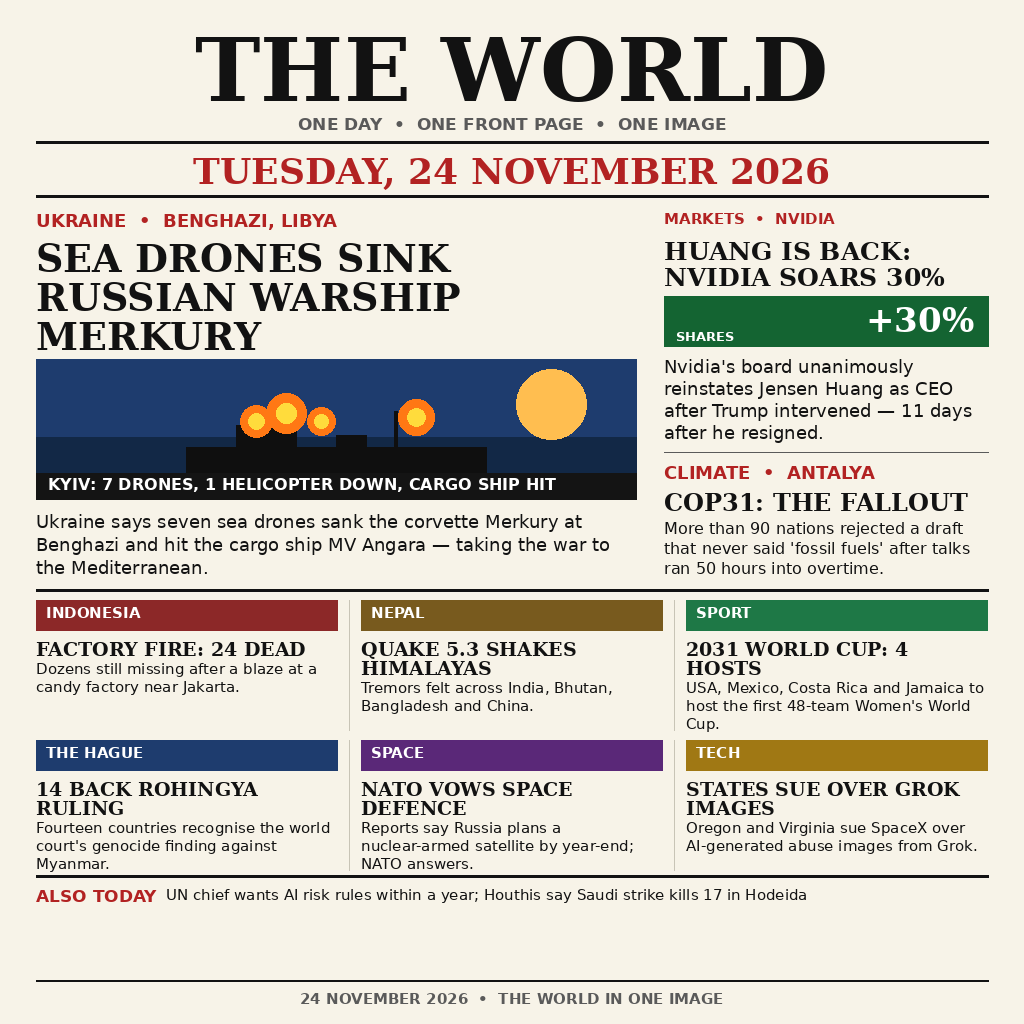 THE WORLD
ONE DAY • ONE FRONT PAGE • ONE IMAGE
TUESDAY, 24 NOVEMBER 2026
UKRAINE • BENGHAZI, LIBYA
SEA DRONES SINK
RUSSIAN WARSHIP
MERKURY
KYIV: 7 DRONES, 1 HELICOPTER DOWN, CARGO SHIP HIT
Ukraine says seven sea drones sank the corvette Merkury at
Benghazi and hit the cargo ship MV Angara — taking the war to
the Mediterranean.
MARKETS • NVIDIA
HUANG IS BACK:
NVIDIA SOARS 30%
SHARES
+30%
Nvidia's board unanimously
reinstates Jensen Huang as CEO
after Trump intervened — 11 days
after he resigned.
CLIMATE • ANTALYA
COP31: THE FALLOUT
More than 90 nations rejected a draft
that never said 'fossil fuels' after talks
ran 50 hours into overtime.
INDONESIA
FACTORY FIRE: 24 DEAD
Dozens still missing after a blaze at a
candy factory near Jakarta.
NEPAL
QUAKE 5.3 SHAKES
HIMALAYAS
Tremors felt across India, Bhutan,
Bangladesh and China.
SPORT
2031 WORLD CUP: 4
HOSTS
USA, Mexico, Costa Rica and Jamaica to
host the first 48-team Women's World
Cup.
THE HAGUE
14 BACK ROHINGYA
RULING
Fourteen countries recognise the world
court's genocide finding against
Myanmar.
SPACE
NATO VOWS SPACE
DEFENCE
Reports say Russia plans a
nuclear-armed satellite by year-end;
NATO answers.
TECH
STATES SUE OVER GROK
IMAGES
Oregon and Virginia sue SpaceX over
AI-generated abuse images from Grok.
ALSO TODAY UN chief wants AI risk rules within a year; Houthis say Saudi strike kills 17 in Hodeida
24 NOVEMBER 2026 • THE WORLD IN ONE IMAGE